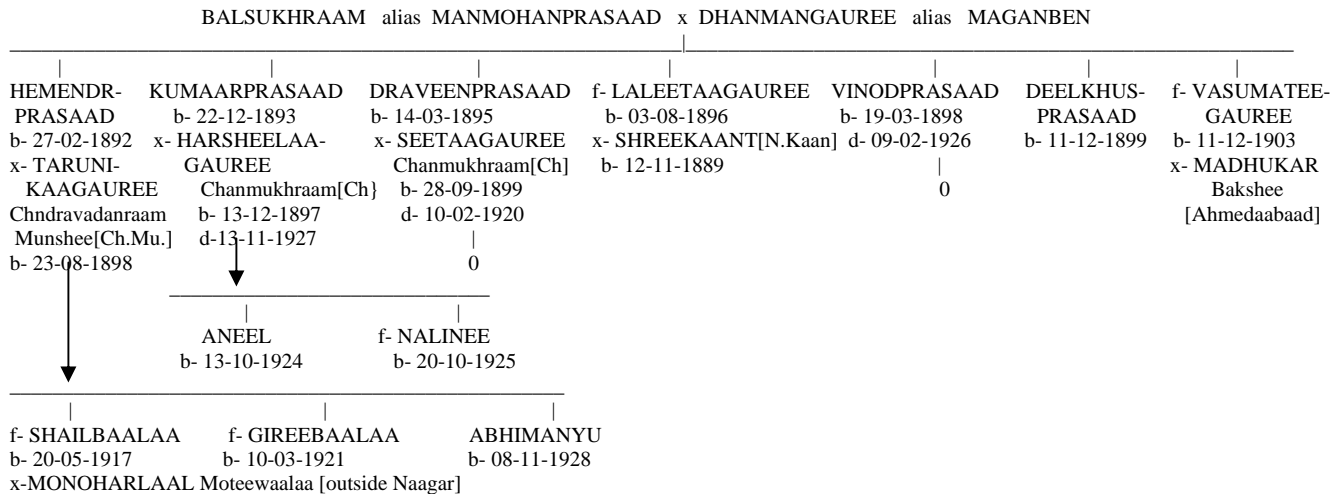 BALSUKHRAAM alias MANMOHANPRASAAD x DHANMANGAUREE alias MAGANBEN
HEMENDR- KUMAARPRASAAD DRAVEENPRASAAD f- LALEETAAGAUREE VINODPRASAAD DEELKHUS- f- VASUMATEE-
PRASAAD b- 22-12-1893 b- 14-03-1895 b- 03-08-1896 b- 19-03-1898 PRASAAD GAUREE
b- 27-02-1892 x- HARSHEELAA- x- SEETAAGAUREE x- SHREEKAANT[N.Kaan] d- 09-02-1926 b- 11-12-1899 b- 11-12-1903
x- TARUNI- GAUREE Chanmukhraam[Ch] b- 12-11-1889 | x- MADHUKAR
KAAGAUREE Chanmukhraam[Ch} b- 28-09-1899 0 Bakshee
Chndravadanraam b- 13-12-1897 d- 10-02-1920 [Ahmedaabaad]
Munshee[Ch.Mu.] d-13-11-1927 |
b- 23-08-1898 0
ANEEL f- NALINEE
b- 13-10-1924 b- 20-10-1925
f- SHAILBAALAA f- GIREEBAALAA ABHIMANYU
b- 20-05-1917 b- 10-03-1921 b- 08-11-1928
x-MONOHARLAAL Moteewaalaa [outside Naagar]